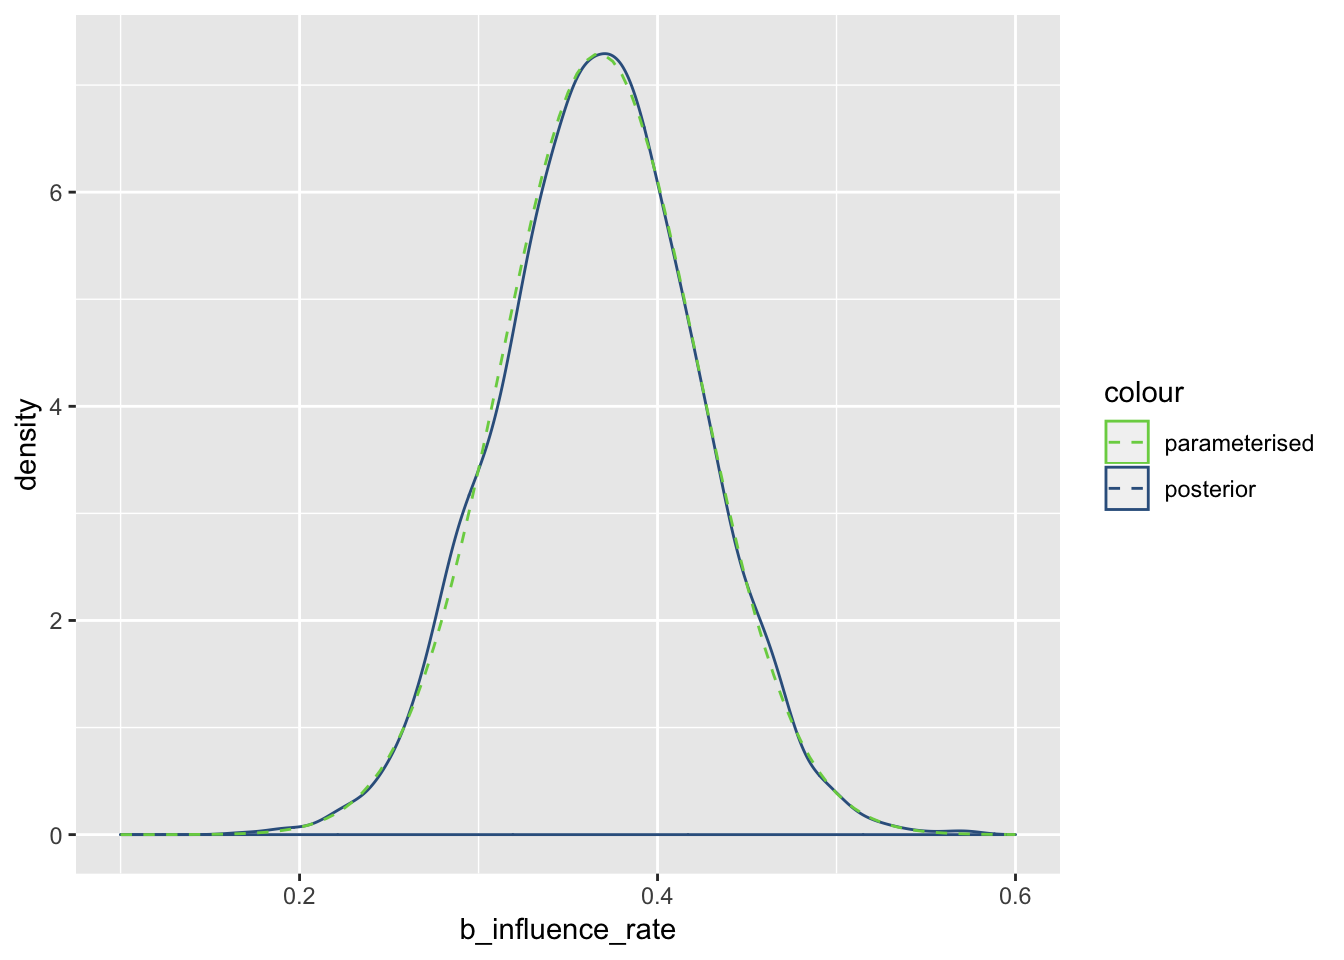 density
6
4
2
0
0.2
0.4
0.6
b_influence_rate
colour
parameterised
posterior